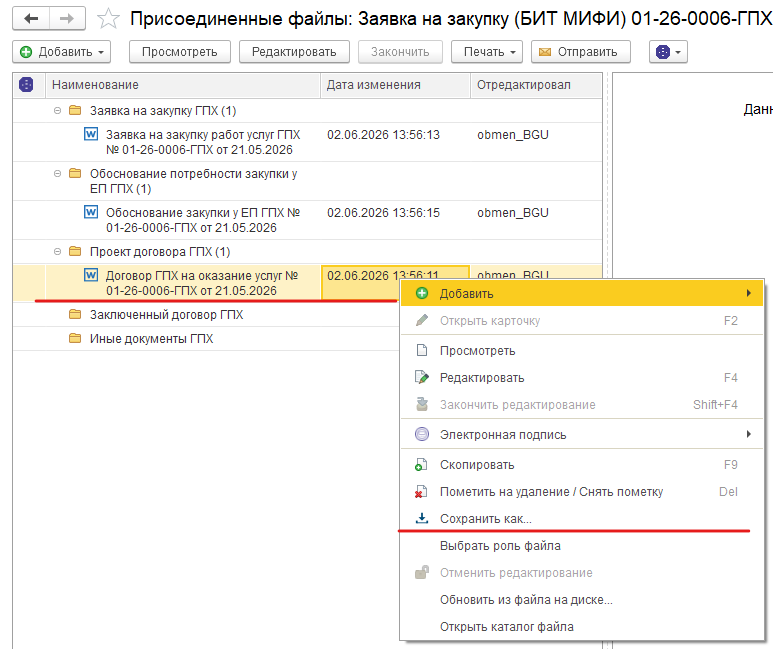 Присоединенные файлы: Заявка на закупку (БИТ МИФИ) 01-26-0006-ГПХ
Добавить Просмотреть Редактировать Закончить Печать Отправить
Наименование Дата изменения Отредактировал
Заявка на закупку ГПХ (1)
Заявка на закупку работ услуг ГПХ 02.06.2026 13:56:13 obmen_BGU
№ 01-26-0006-ГПХ от 21.05.2026
Обоснование потребности закупки у
ЕП ГПХ (1)
Обоснование закупки у ЕП ГПХ № 02.06.2026 13:56:15 obmen_BGU
01-26-0006-ГПХ от 21.05.2026
Проект договора ГПХ (1)
Договор ГПХ на оказание услуг № 02.06.2026 13:56:11 obmen_BGU
01-26-0006-ГПХ от 21.05.2026
Заключенный договор ГПХ
Иные документы ГПХ
Данн
Добавить
Открыть карточку F2
Просмотреть
Редактировать F4
Закончить редактирование Shift+F4
Электронная подпись
Скопировать F9
Пометить на удаление / Снять пометку Del
Сохранить как...
Выбрать роль файла
Отменить редактирование
Обновить из файла на диске...
Открыть каталог файла